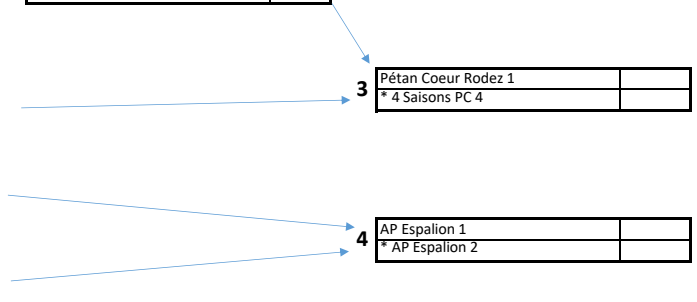 3
Pétan Coeur Rodez 1
* 4 Saisons PC 4
4
AP Espalion 1
* AP Espalion 2